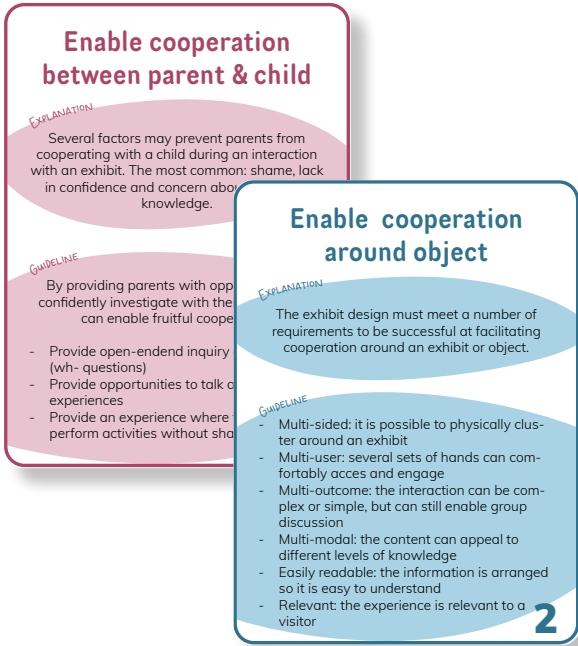 Enable cooperation
between parent & child
EXPLANATION
Several factors may prevent parents from
cooperating with a child during an interaction
with an exhibit. The most common: shame, lack
in confidence and concern
knowledge.
GUIDELINE
By providing parents with
confidently investigate with the
can enable fruitful
- Provide open-endend inquiry
(wh- questions)
- Provide opportunities to talk
experiences
- Provide an experience where
perform activities without
Enable cooperation
around object
EXPLANATION
The exhibit design must meet a number of
requirements to be successful at facilitating
cooperation around an exhibit or object.
GUIDELINE
- Multi-sided: it is possible to physically clus-
ter around an exhibit
- Multi-user: several sets of hands can com-
fortably acces and engage
- Multi-outcome: the interaction can be com-
plex or simple, but can still enable group
discussion
- Multi-modal: the content can appeal to
different levels of knowledge
- Easily readable: the information is arranged
so it is easy to understand
- Relevant: the experience is relevant to a
visitor
2